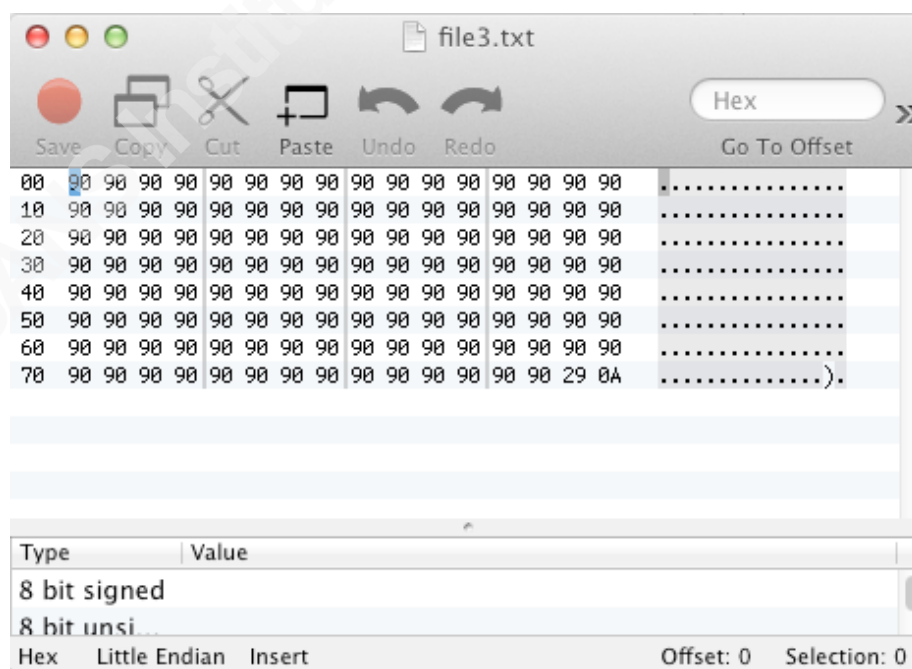 file3.txt
Hex
Save Copy Cut Paste Undo Redo Go To Offset
00 90 90 90 90 90 90 90 90 90 90 90 90 90 90 90 90 ................
10 90 90 90 90 90 90 90 90 90 90 90 90 90 90 90 90 ................
20 90 90 90 90 90 90 90 90 90 90 90 90 90 90 90 90 ................
30 90 90 90 90 90 90 90 90 90 90 90 90 90 90 90 90 ................
40 90 90 90 90 90 90 90 90 90 90 90 90 90 90 90 90 ................
50 90 90 90 90 90 90 90 90 90 90 90 90 90 90 90 90 ................
60 90 90 90 90 90 90 90 90 90 90 90 90 90 90 90 90 ................
70 90 90 90 90 90 90 90 90 90 90 90 90 90 90 29 0A ..............).
Type Value
8 bit signed
8 bit unsi...
Hex Little Endian Insert Offset: 0 Selection: 0